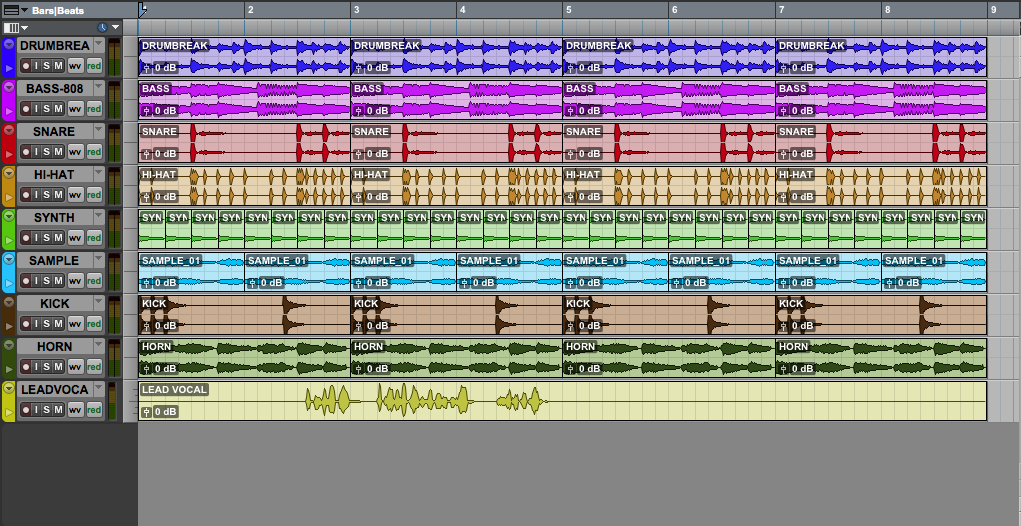 Bars|Beats
2 3 4 5 6 7 8 9
DRUMBREA DRUMBREAK DRUMBREAK DRUMBREAK DRUMBREAK
I S M wv red 0 dB 0 dB 0 dB 0 dB
BASS-808 BASS BASS BASS BASS
I S M wv red 0 dB 0 dB 0 dB 0 dB
SNARE SNARE SNARE SNARE SNARE
I S M wv red 0 dB 0 dB 0 dB 0 dB
HI-HAT HI-HAT HI-HAT HI-HAT HI-HAT
I S M wv red 0 dB 0 dB 0 dB 0 dB
SYNTH SYN SYN SYN SYN SYN SYN SYN SYN SYN SYN SYN SYN SYN SYN SYN SYN SYN SYN SYN SYN SYN SYN SYN SYN SYN SYN SYN SYN SYN SYN SYN SYN
I S M wv red
SAMPLE SAMPLE_01 SAMPLE_01 SAMPLE_01 SAMPLE_01 SAMPLE_01 SAMPLE_01 SAMPLE_01 SAMPLE_01
I S M wv red 0 dB 0 dB 0 dB 0 dB 0 dB 0 dB 0 dB 0 dB
KICK KICK KICK KICK KICK
I S M wv red 0 dB 0 dB 0 dB 0 dB
HORN HORN HORN HORN HORN
I S M wv red 0 dB 0 dB 0 dB 0 dB
LEADVOCA LEAD VOCAL
I S M wv red 0 dB